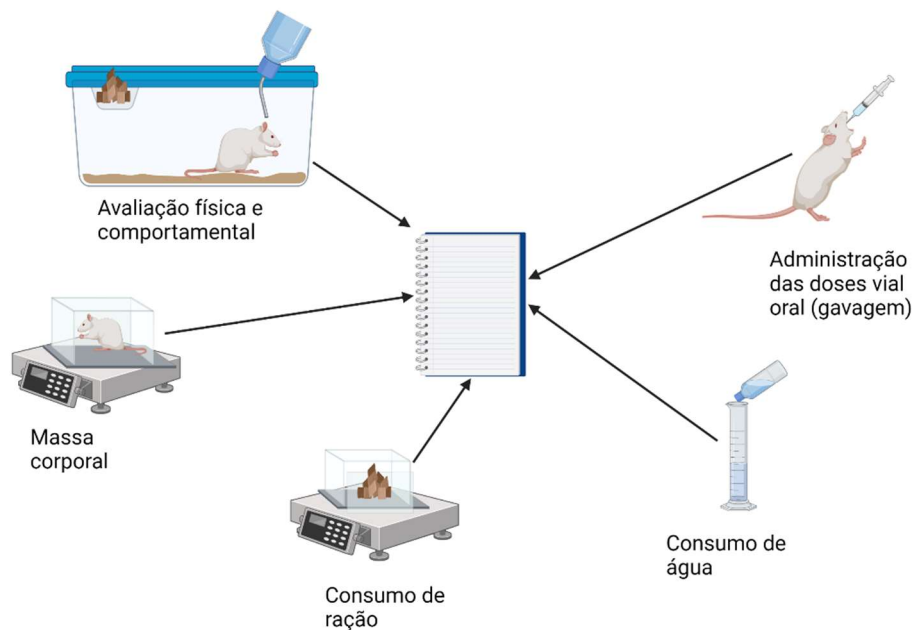 Avaliação física e
comportamental
Administração
das doses vial
oral (gavagem)
Massa
corporal
Consumo de
água
Consumo de
ração